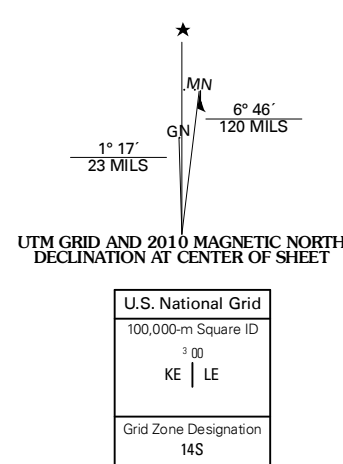 ★
MN
GN
6° 46´
120 MILS
1° 17´
23 MILS
UTM GRID AND 2010 MAGNETIC NORTH
DECLINATION AT CENTER OF SHEET
U.S. National Grid
100,000-m Square ID
3 00
KE LE
Grid Zone Designation
14S